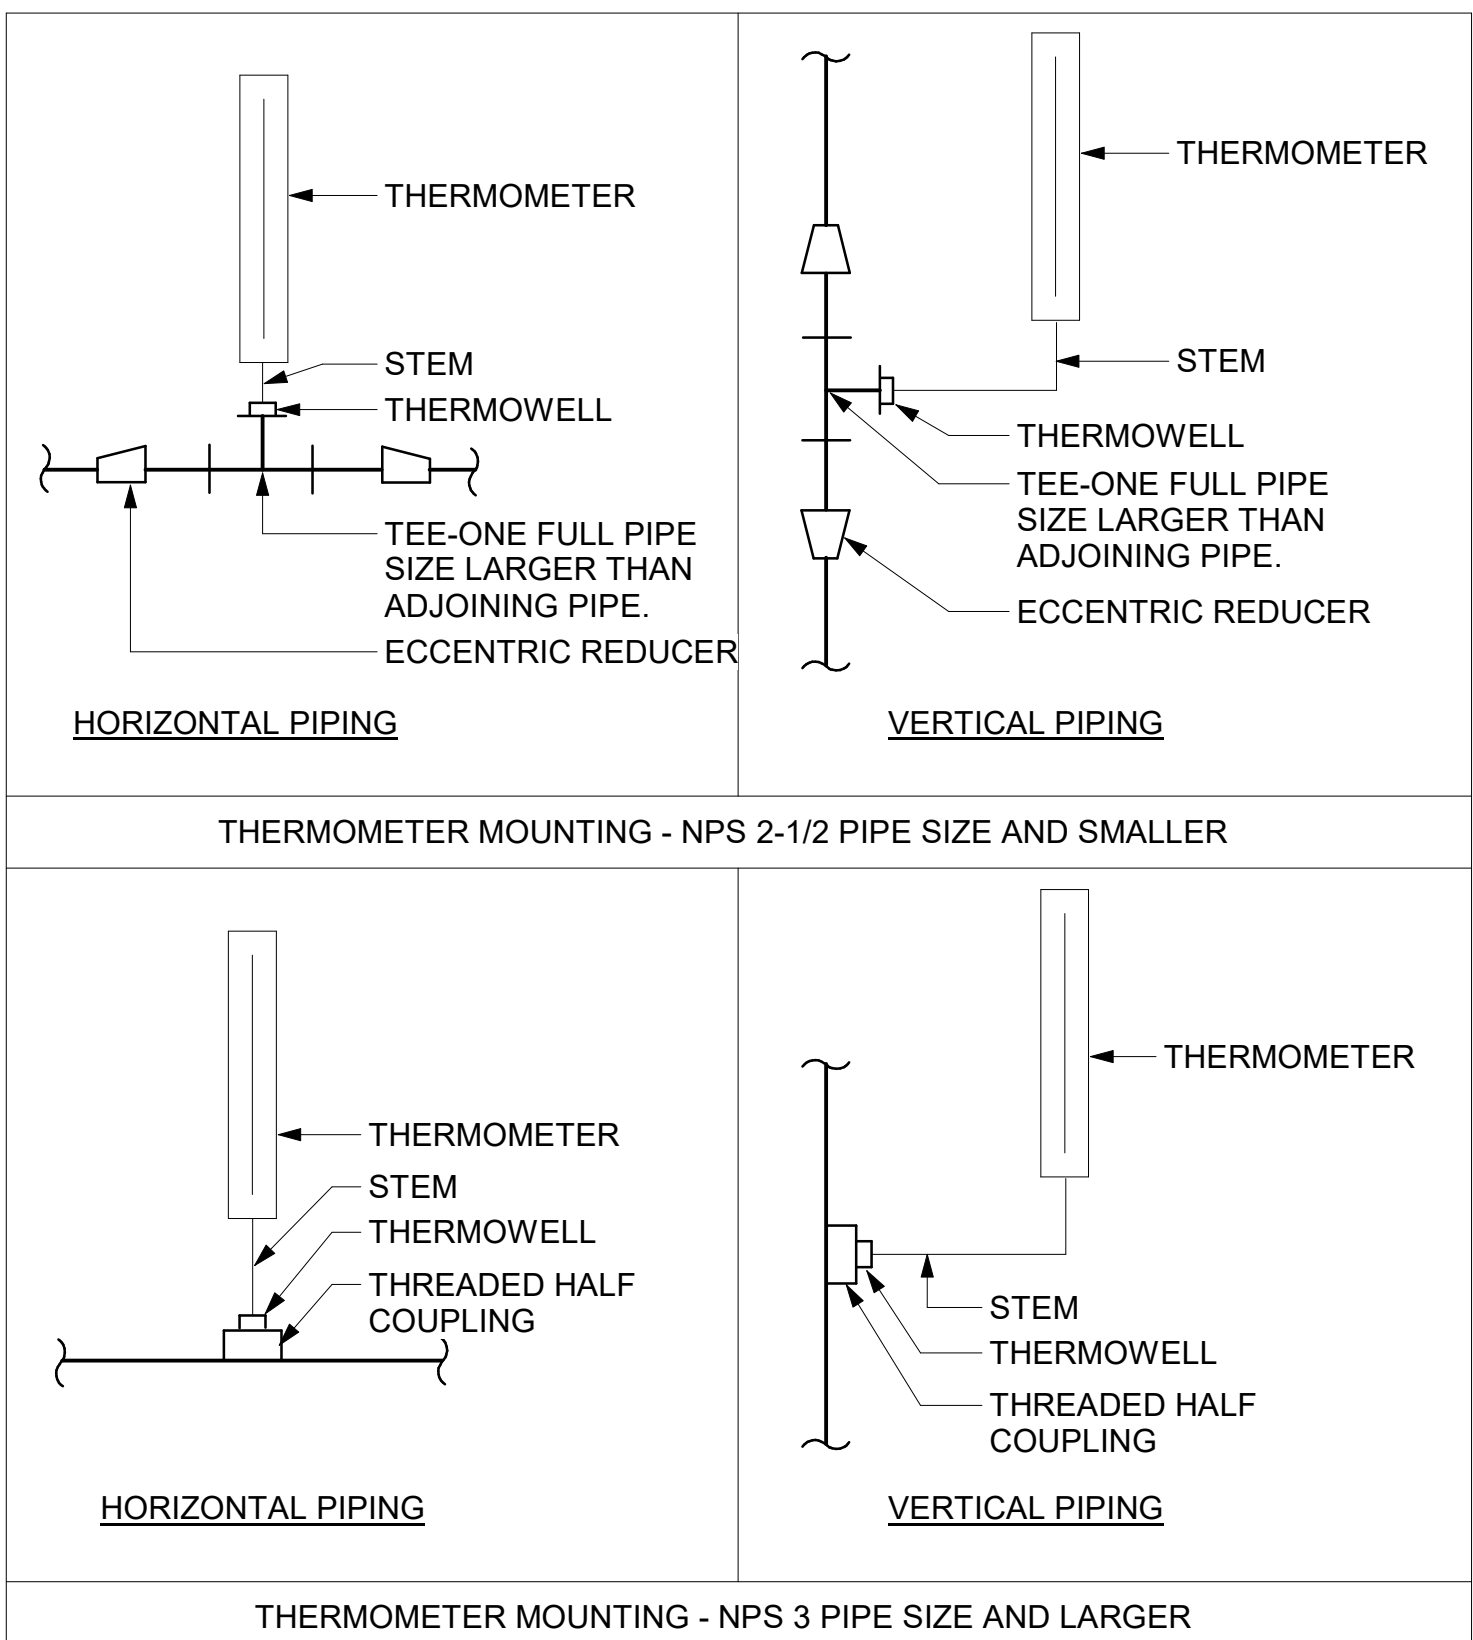 THERMOMETER
STEM
THERMOWELL
TEE-ONE FULL PIPE
SIZE LARGER THAN
ADJOINING PIPE.
ECCENTRIC REDUCER
HORIZONTAL PIPING
THERMOMETER
STEM
THERMOWELL
TEE-ONE FULL PIPE
SIZE LARGER THAN
ADJOINING PIPE.
ECCENTRIC REDUCER
VERTICAL PIPING
THERMOMETER MOUNTING - NPS 2-1/2 PIPE SIZE AND SMALLER
THERMOMETER
STEM
THERMOWELL
THREADED HALF
COUPLING
HORIZONTAL PIPING
THERMOMETER
STEM
THERMOWELL
THREADED HALF
COUPLING
VERTICAL PIPING
THERMOMETER MOUNTING - NPS 3 PIPE SIZE AND LARGER